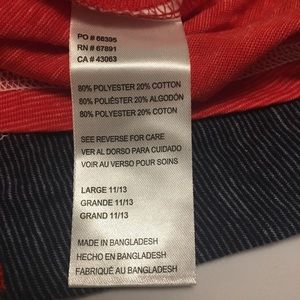 PO # 66305
RN # 67891
CA # 43063
80% POLYESTER 20% COTTON
80% POLIÉSTER 20% ALGODÓN
80% POLYESTER 20% COTON
SEE REVERSE FOR CARE
VER AL DORSO PARA CUIDADO
VOIR AU VERSO POUR SOINS
LARGE 11/13
GRANDE 11/13
GRAND 11/13
MADE IN BANGLADESH
HECHO EN BANGLADESH
FABRIQUÉ AU BANGLADESH